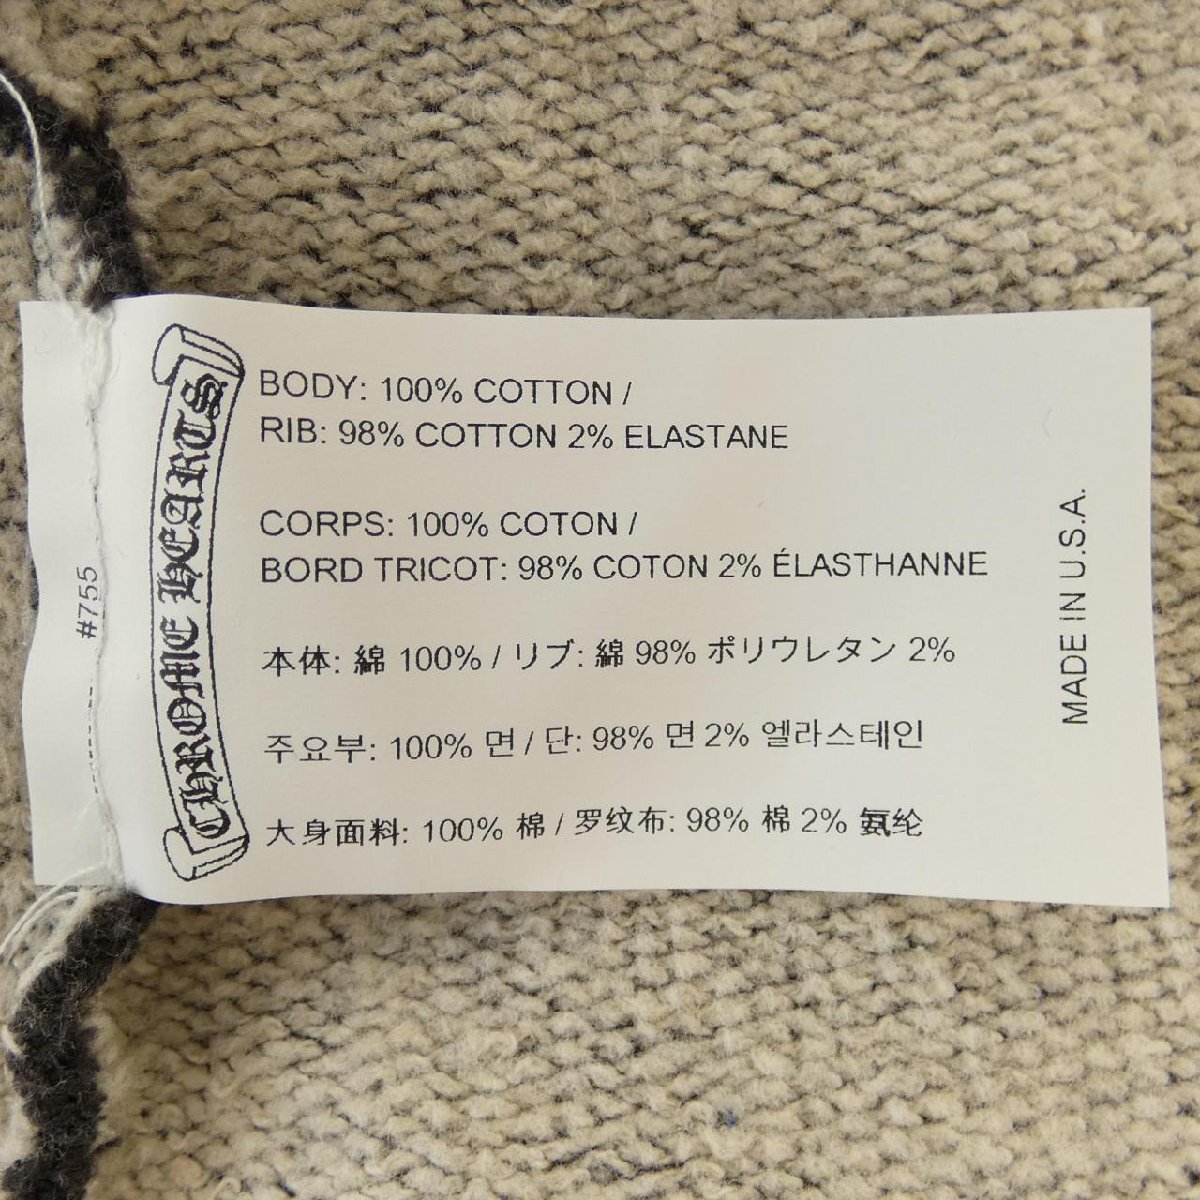 CHROME HEARTS
BODY: 100% COTTON /
RIB: 98% COTTON 2% ELASTANE
CORPS: 100% COTON /
BORD TRICOT: 98% COTON 2% ÉLASTHANNE
本体: 綿 100% / リブ: 綿 98% ポリウレタン 2%
주요부: 100% 면 / 단: 98% 면 2% 엘라스테인
大身面料: 100% 棉 / 罗纹布: 98% 棉 2% 氨纶
MADE IN U.S.A.
#755